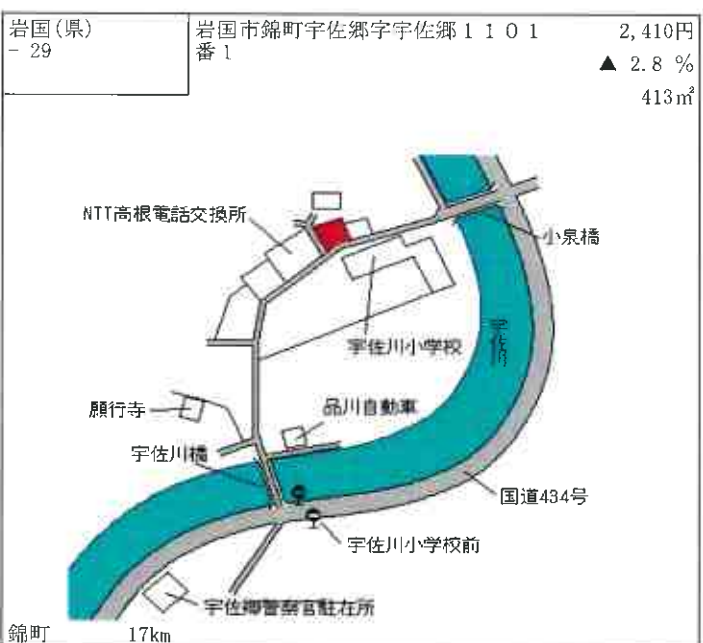 岩国(県)
- 29
岩国市錦町宇佐郷字宇佐郷１１０１
番１
2,410円
▲ 2.8 %
413㎡
NTT高根電話交換所
小泉橋
宇佐川小学校
宇佐川
願行寺
品川自動車
宇佐川橋
国道434号
宇佐川小学校前
宇佐郷警察官駐在所
錦町 17km